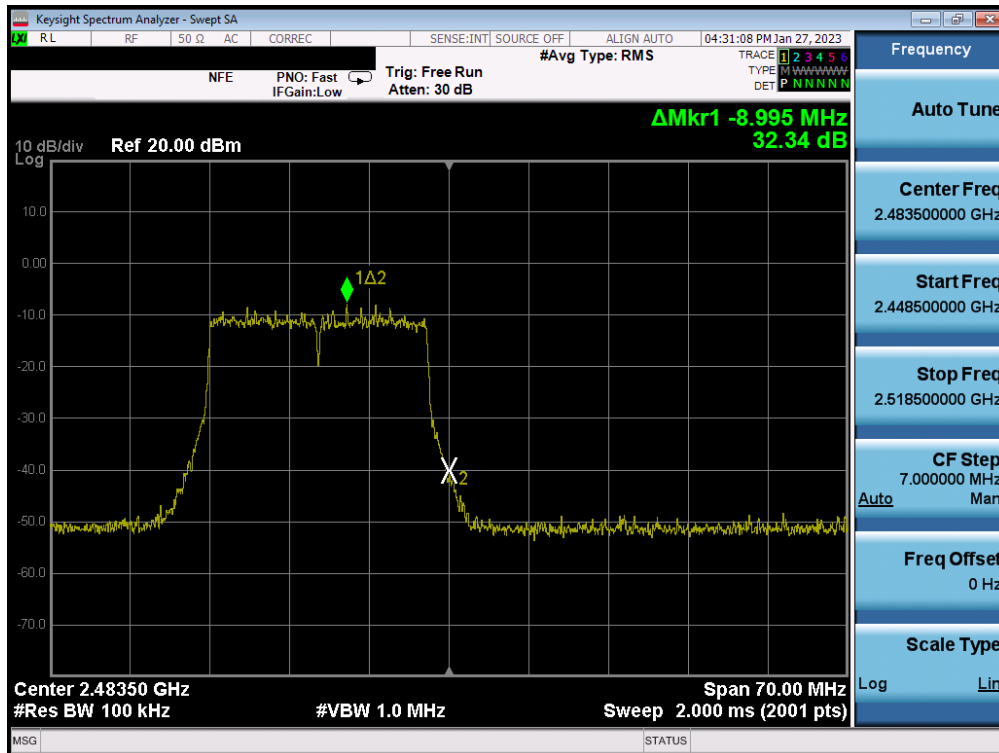 Keysight Spectrum Analyzer - Swept SA
LXI RL RF 50 Ω AC CORREC SENSE:INT SOURCE OFF ALIGN AUTO 04:31:08 PM Jan 27, 2023
#Avg Type: RMS
NFE PNO: Fast Trig: Free Run
IFGain:Low Atten: 30 dB
TRACE 1 2 3 4 5 6
TYPE M WWWWW
DET P N N N N N
ΔMkr1 -8.995 MHz
32.34 dB
10 dB/div Ref 20.00 dBm
Log
10.0
0.00
-10.0
-20.0
-30.0
-40.0
-50.0
-60.0
-70.0
1Δ2
2
Center 2.48350 GHz Span 70.00 MHz
#Res BW 100 kHz #VBW 1.0 MHz Sweep 2.000 ms (2001 pts)
MSG STATUS
Frequency
Auto Tune
Center Freq
2.483500000 GHz
Start Freq
2.448500000 GHz
Stop Freq
2.518500000 GHz
CF Step
7.000000 MHz
Auto Man
Freq Offset
0 Hz
Scale Type
Log Lin